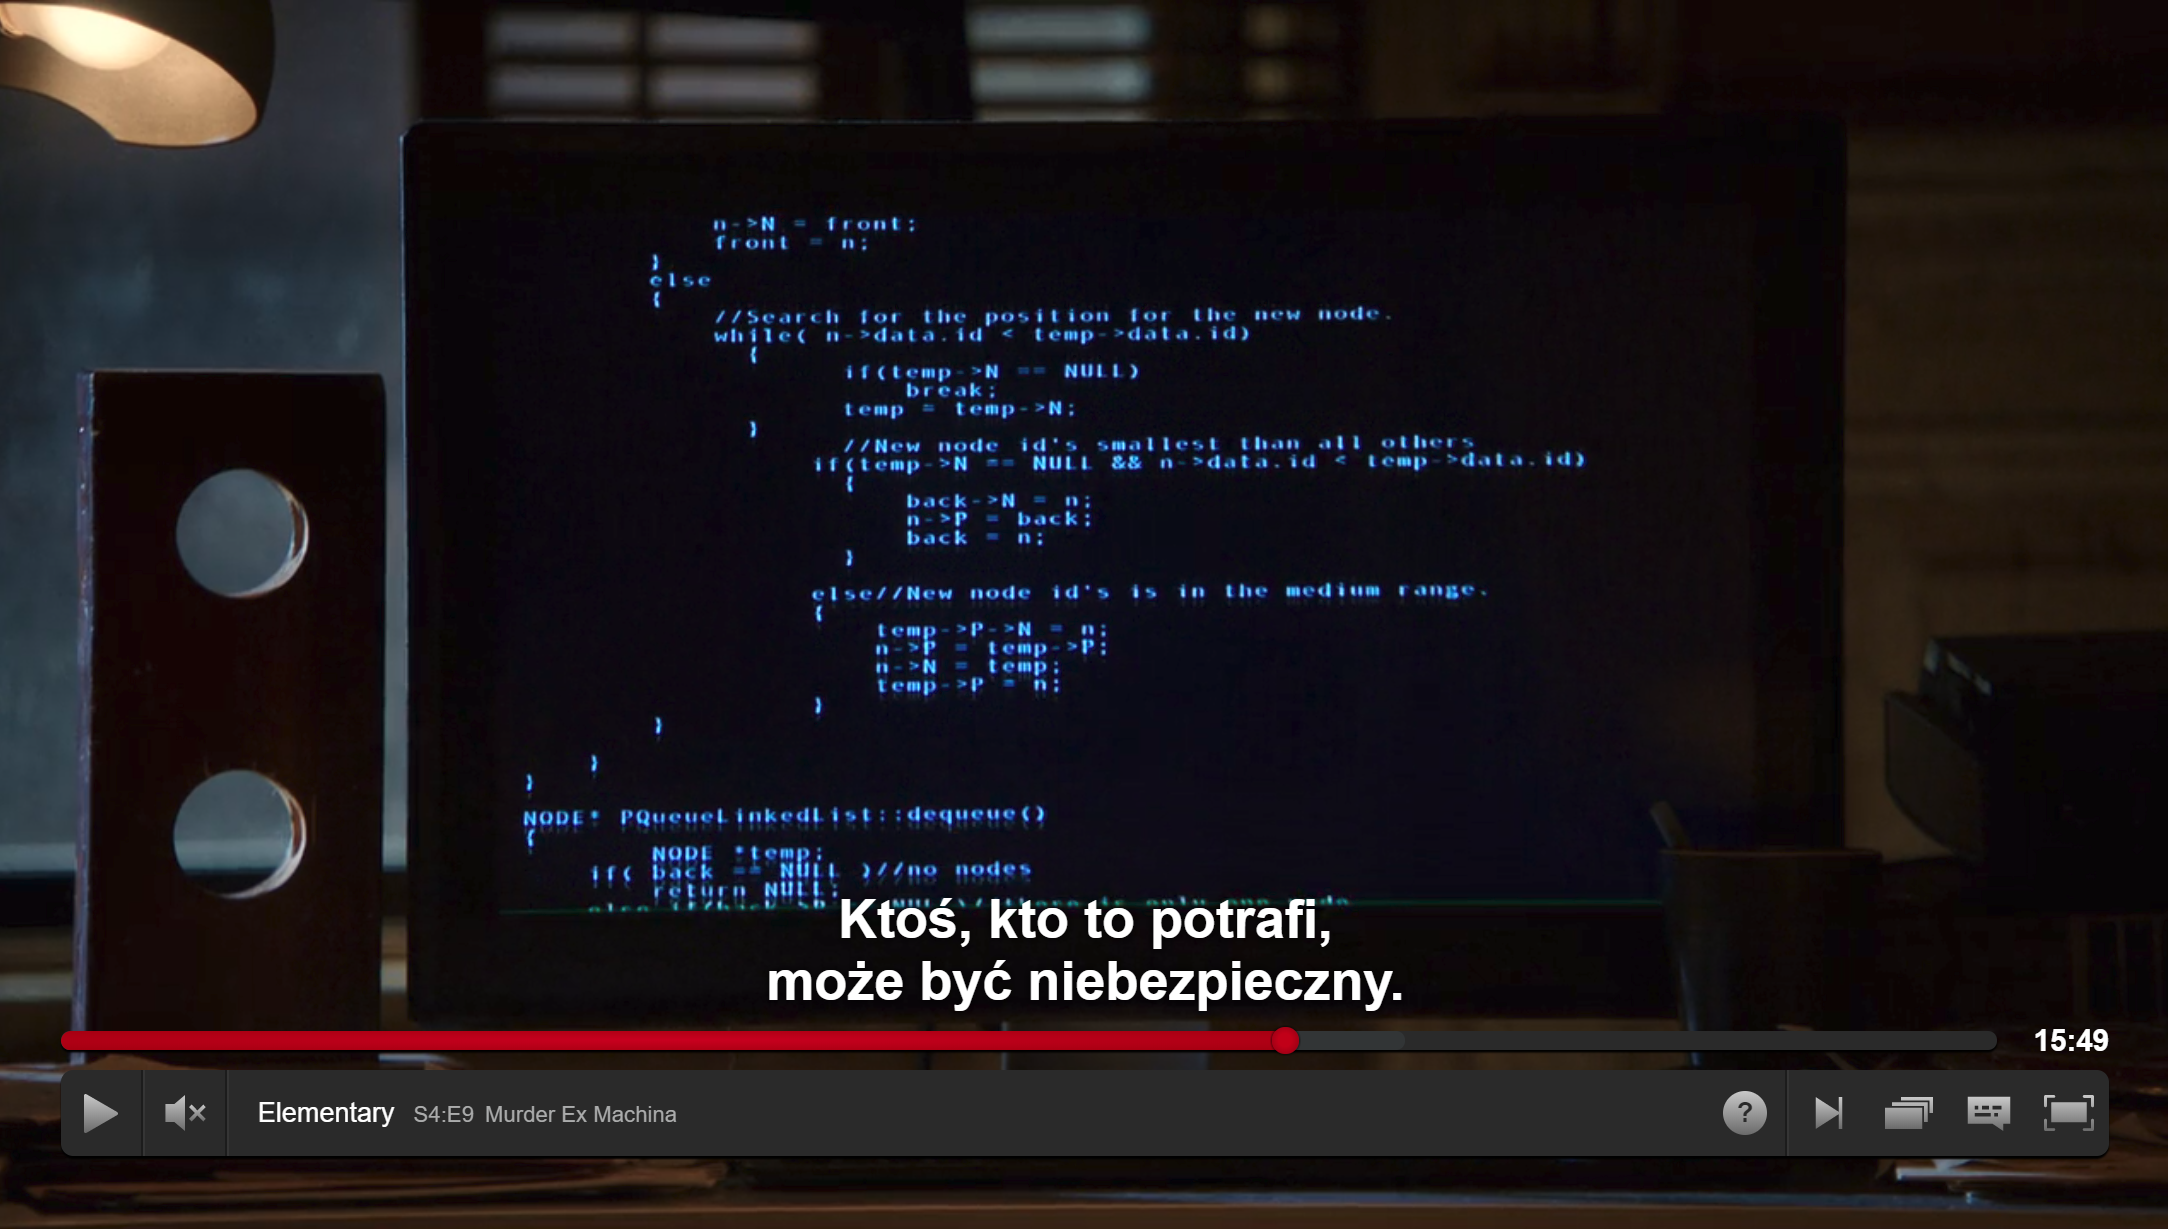 n->N = front;
front = n;
}
else
{
//Search for the position for the new node.
while( n->data.id < temp->data.id)
{
if(temp->N == NULL)
break;
temp = temp->N;
}
//New node id's smallest than all others
if(temp->N == NULL && n->data.id < temp->data.id)
{
back->N = n;
n->P = back;
back = n;
}
else//New node id's is in the medium range.
{
temp->P->N = n;
n->P = temp->P;
n->N = temp;
temp->P = n;
}
}
}
}
NODE* PQueueLinkedList::dequeue()
{
NODE *temp;
if( back == NULL )//no nodes
return NULL;
else
Ktoś, kto to potrafi,
może być niebezpieczny.
15:49
Elementary S4:E9 Murder Ex Machina
?